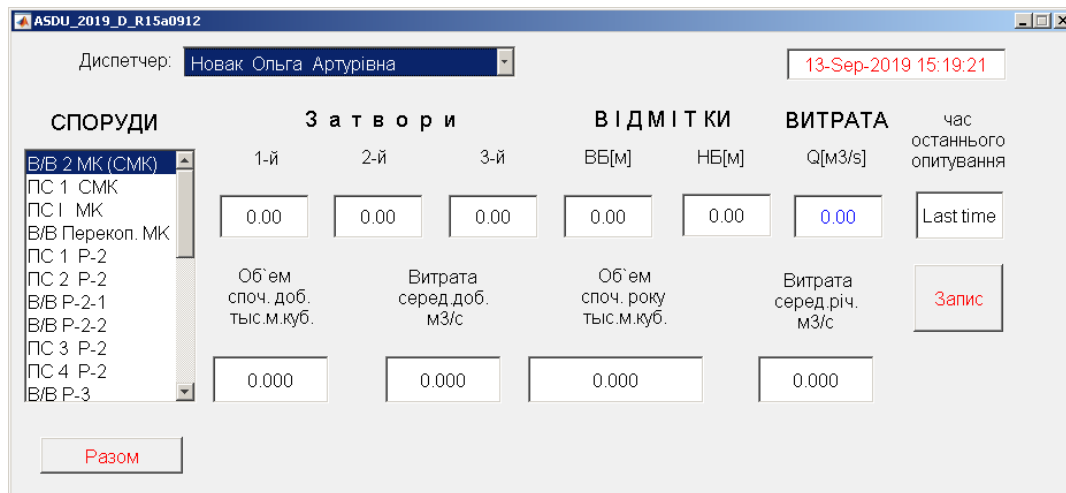 ASDU_2019_D_R15a0912
Диспетчер: Новак Ольга Артурівна
13-Sep-2019 15:19:21
СПОРУДИ
З а т в о р и
В І Д М І Т КИ
ВИТРАТА
час
останнього
опитування
1-й 2-й 3-й ВБ[м] НБ[м] Q[м3/s]
В/В 2 МК (СМК)
ПС 1 СМК
ПС І МК
В/В Перекоп. МК
ПС 1 Р-2
ПС 2 Р-2
В/В Р-2-1
В/В Р-2-2
ПС 3 Р-2
ПС 4 Р-2
В/В Р-3
0.00 0.00 0.00 0.00 0.00 0.00 Last time
Об`ем
споч. доб.
тыс.м.куб.
Витрата
серед.доб.
м3/с
Об`ем
споч. року
тыс.м.куб.
Витрата
серед.річ.
м3/с
Запис
0.000 0.000 0.000 0.000
Разом